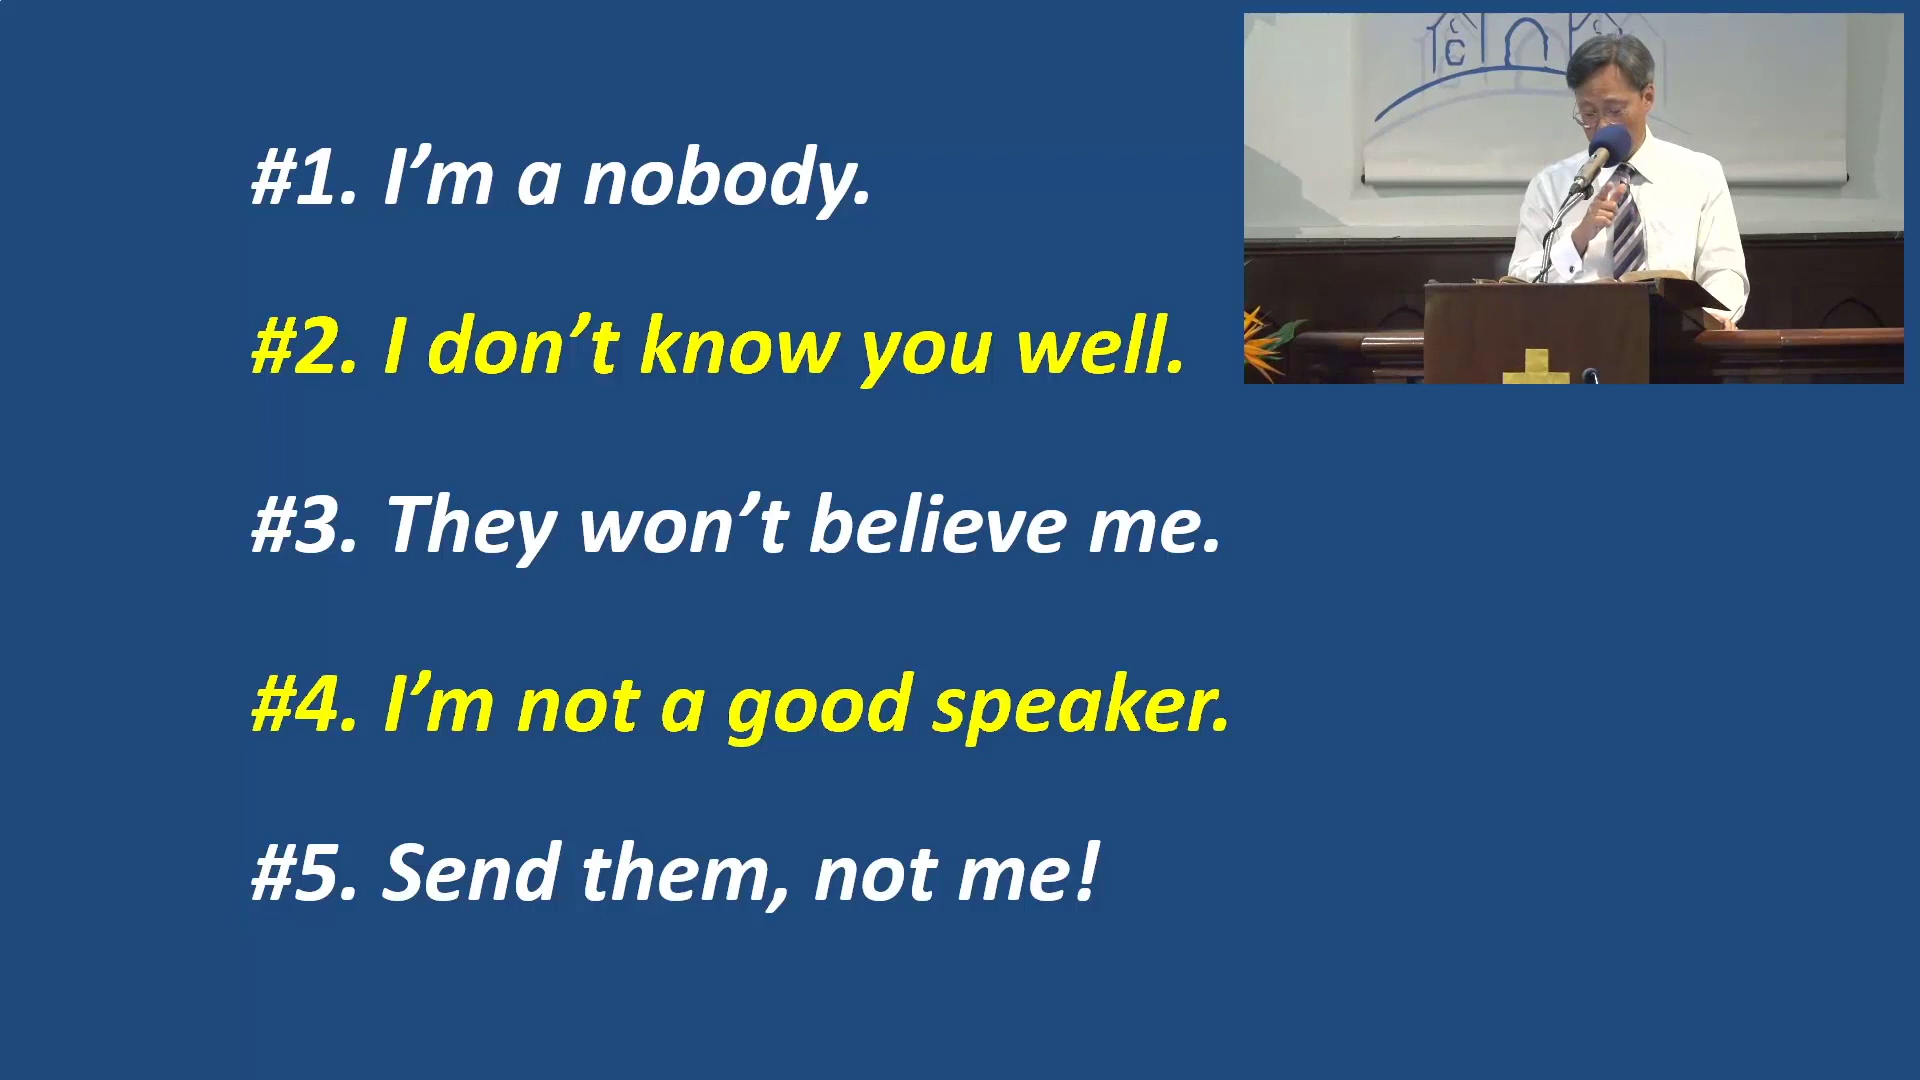 #1. I’m a nobody.
#2. I don’t know you well.
#3. They won’t believe me.
#4. I’m not a good speaker.
#5. Send them, not me!